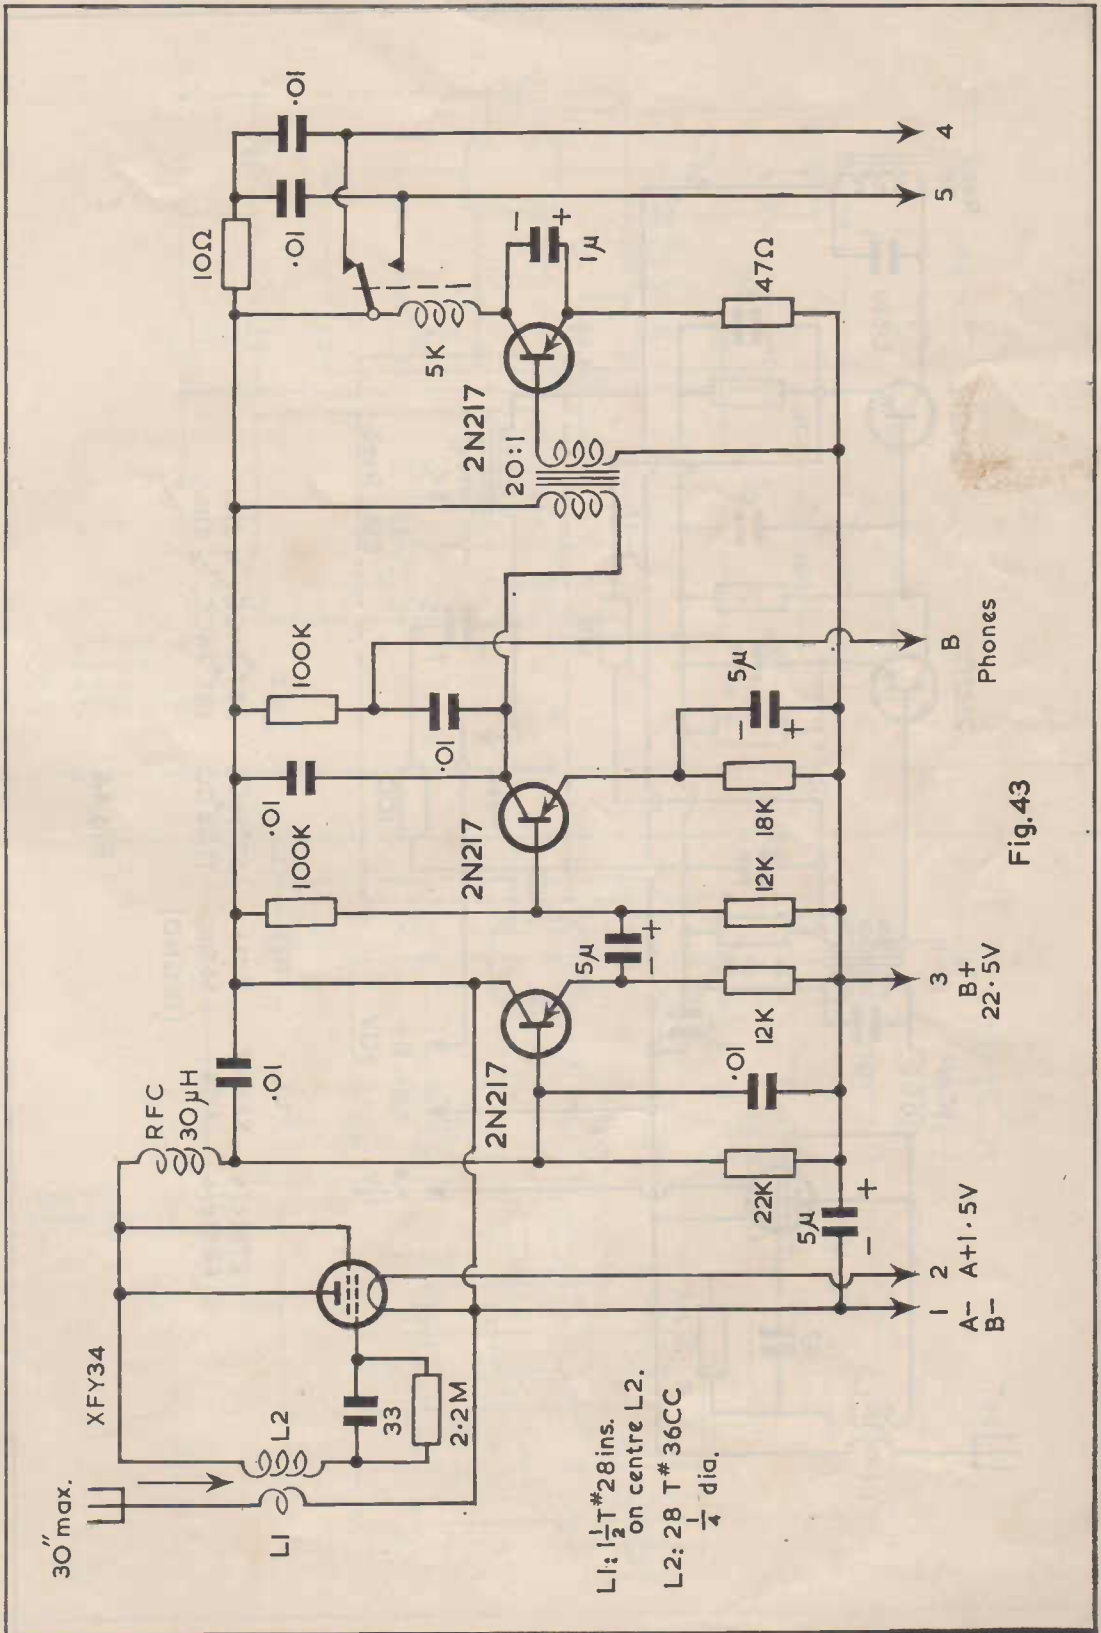 30" max.
XFY34
L1
L2
33
2·2M
RFC
30μH
·01
22K
5μ
−
+
2N217
·01
12K
5μ
−
+
100K
12K
·01
2N217
18K
100K
·01
5μ
−
+
20:1
2N217
5K
10Ω
·01
·01
−
+
1μ
47Ω
1
A−
B−
2
A+1·5V
3
B+
22·5V
B
Phones
5
4
L1: 1½T #28ins.
on centre L2.
L2: 28 T # 36CC
¼ dia.
Fig.43